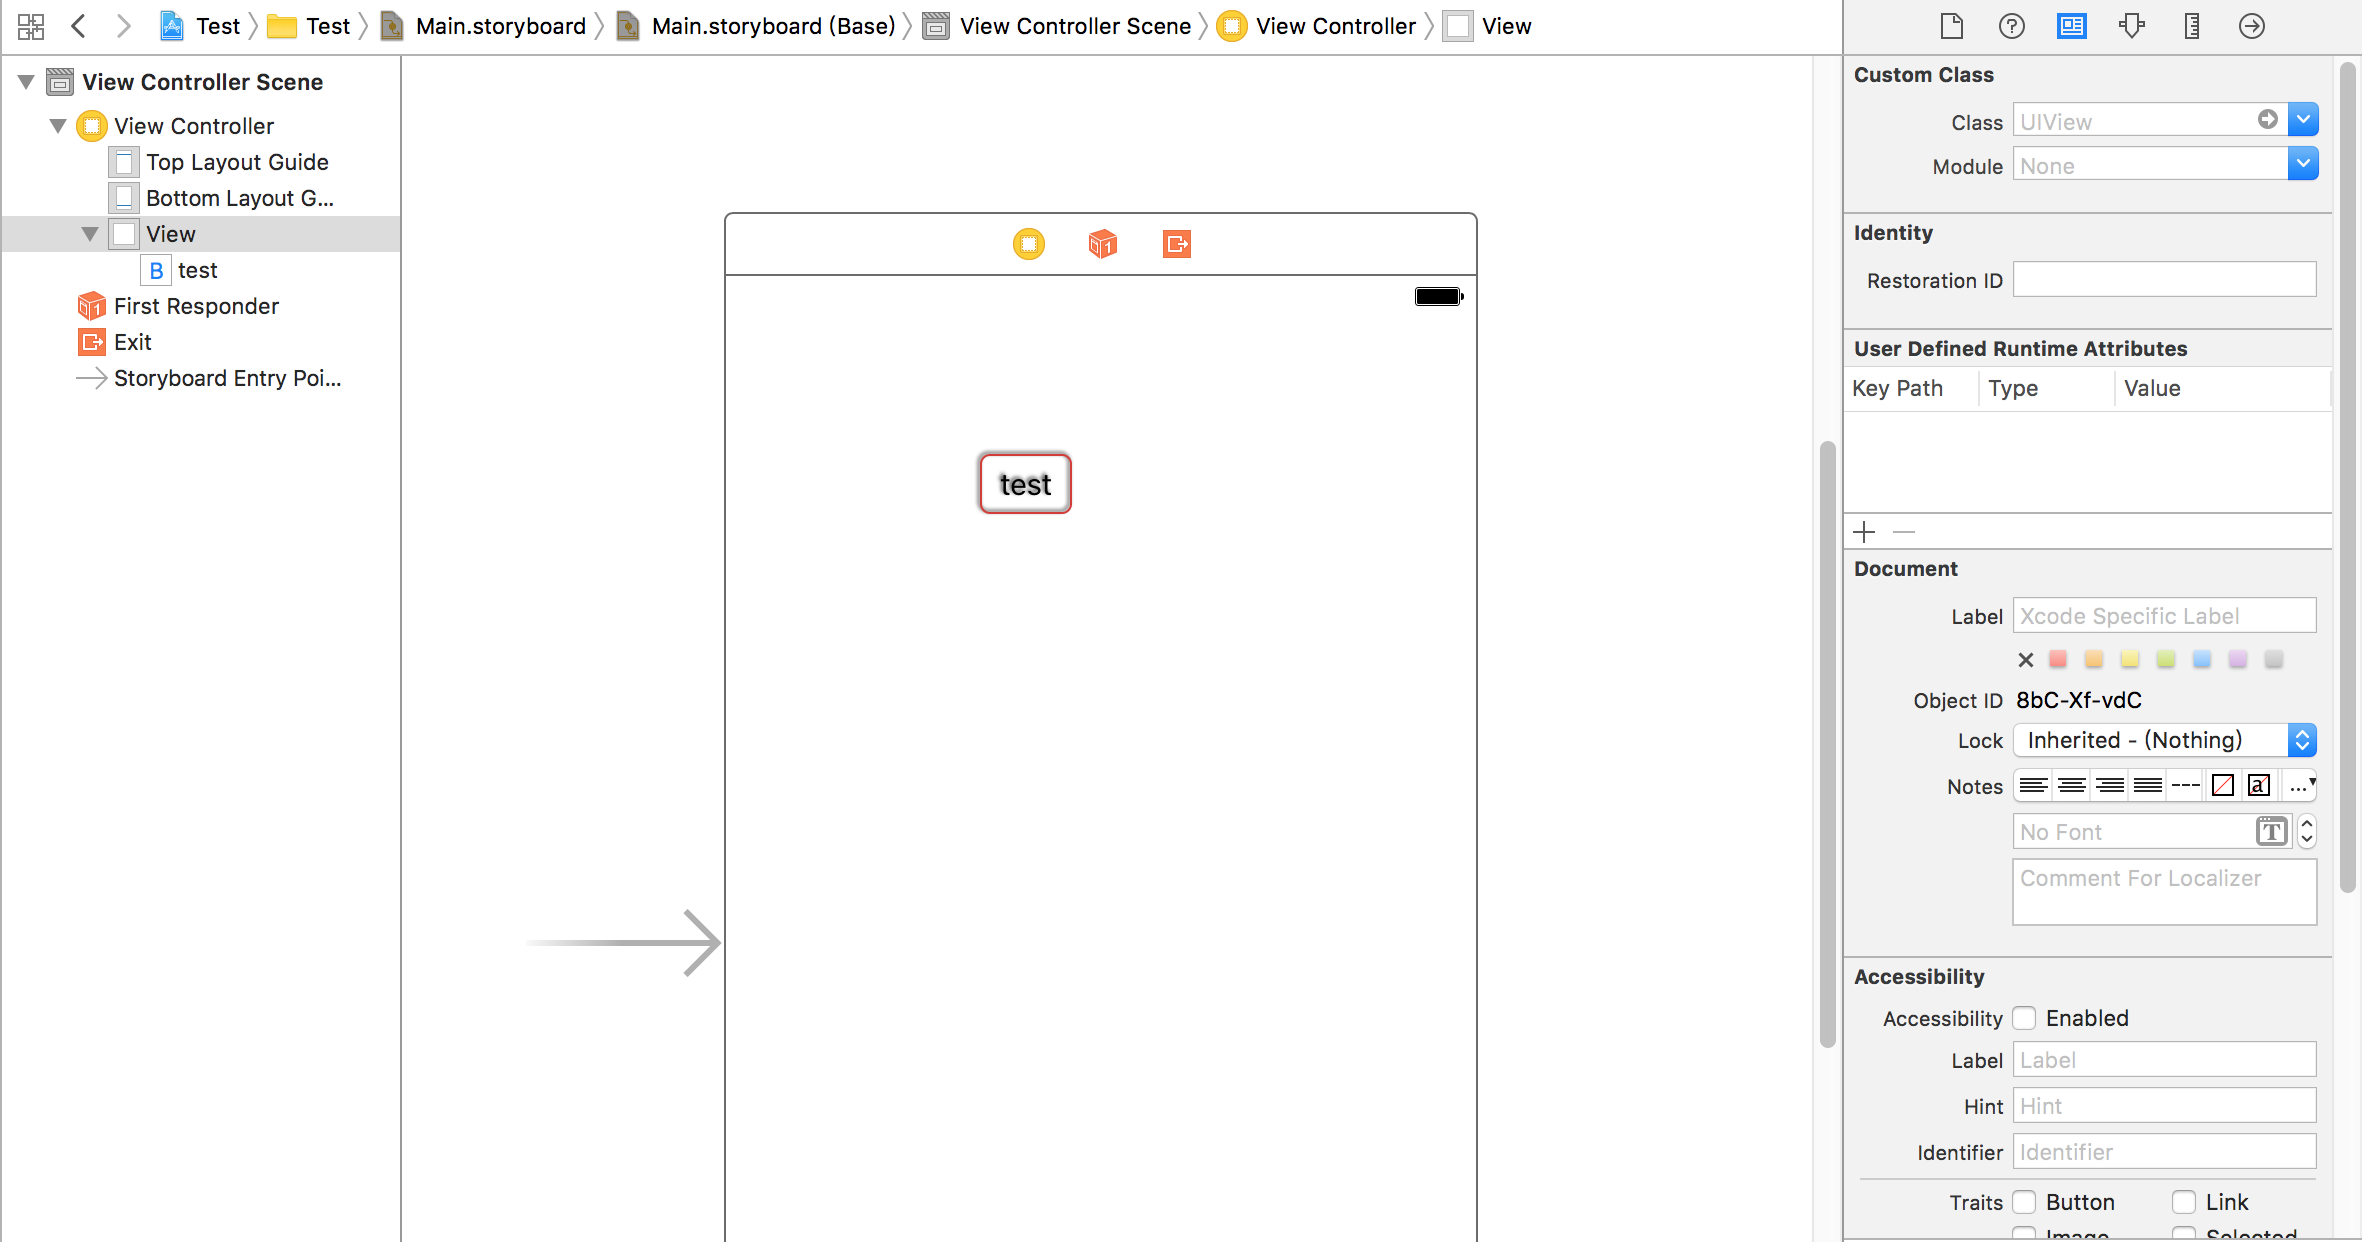 Test Test Main.storyboard Main.storyboard (Base) View Controller Scene View Controller View
View Controller Scene
View Controller
Top Layout Guide
Bottom Layout G...
View
B test
First Responder
Exit
Storyboard Entry Poi...
test
Custom Class
Class UIView
Module None
Identity
Restoration ID
User Defined Runtime Attributes
Key Path Type Value
Document
Label Xcode Specific Label
Object ID 8bC-Xf-vdC
Lock Inherited - (Nothing)
Notes
No Font T
Comment For Localizer
Accessibility
Accessibility Enabled
Label Label
Hint Hint
Identifier Identifier
Traits Button Link
Image Selected